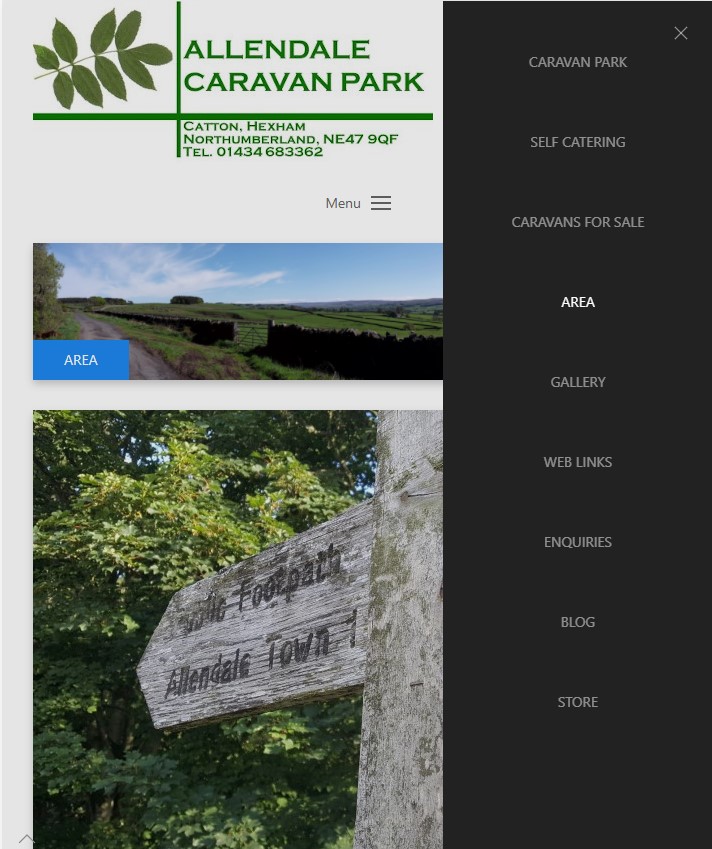 ALLENDALE
CARAVAN PARK
CATTON, HEXHAM
NORTHUMBERLAND, NE47 9QF
TEL. 01434 683362
Menu
AREA
Footpath
Allendale Town 1
CARAVAN PARK
SELF CATERING
CARAVANS FOR SALE
AREA
GALLERY
WEB LINKS
ENQUIRIES
BLOG
STORE